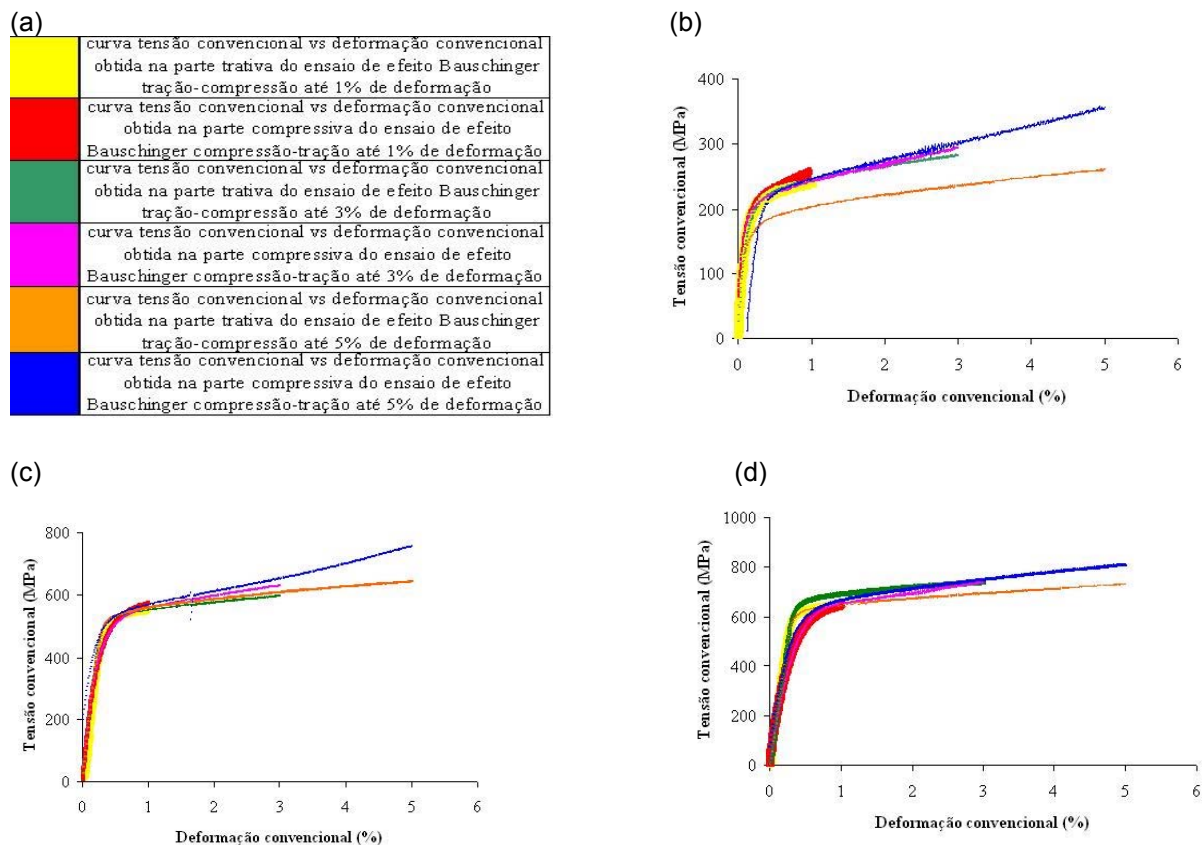 (a)
curva tensão convencional vs deformação convencional
obtida na parte trativa do ensaio de efeito Bauschinger
tração-compressão até 1% de deformação
curva tensão convencional vs deformação convencional
obtida na parte compressiva do ensaio de efeito
Bauschinger compressão-tração até 1% de deformação
curva tensão convencional vs deformação convencional
obtida na parte trativa do ensaio de efeito Bauschinger
tração-compressão até 3% de deformação
curva tensão convencional vs deformação convencional
obtida na parte compressiva do ensaio de efeito
Bauschinger compressão-tração até 3% de deformação
curva tensão convencional vs deformação convencional
obtida na parte trativa do ensaio de efeito Bauschinger
tração-compressão até 5% de deformação
curva tensão convencional vs deformação convencional
obtida na parte compressiva do ensaio de efeito
Bauschinger compressão-tração até 5% de deformação
(b)
Tensão convencional (MPa)
400
300
200
100
0
0 1 2 3 4 5 6
Deformação convencional (%)
(c)
Tensão convencional (MPa)
800
600
400
200
0
0 1 2 3 4 5 6
Deformação convencional (%)
(d)
Tensão convencional (MPa)
1000
800
600
400
200
0
0 1 2 3 4 5 6
Deformação convencional (%)